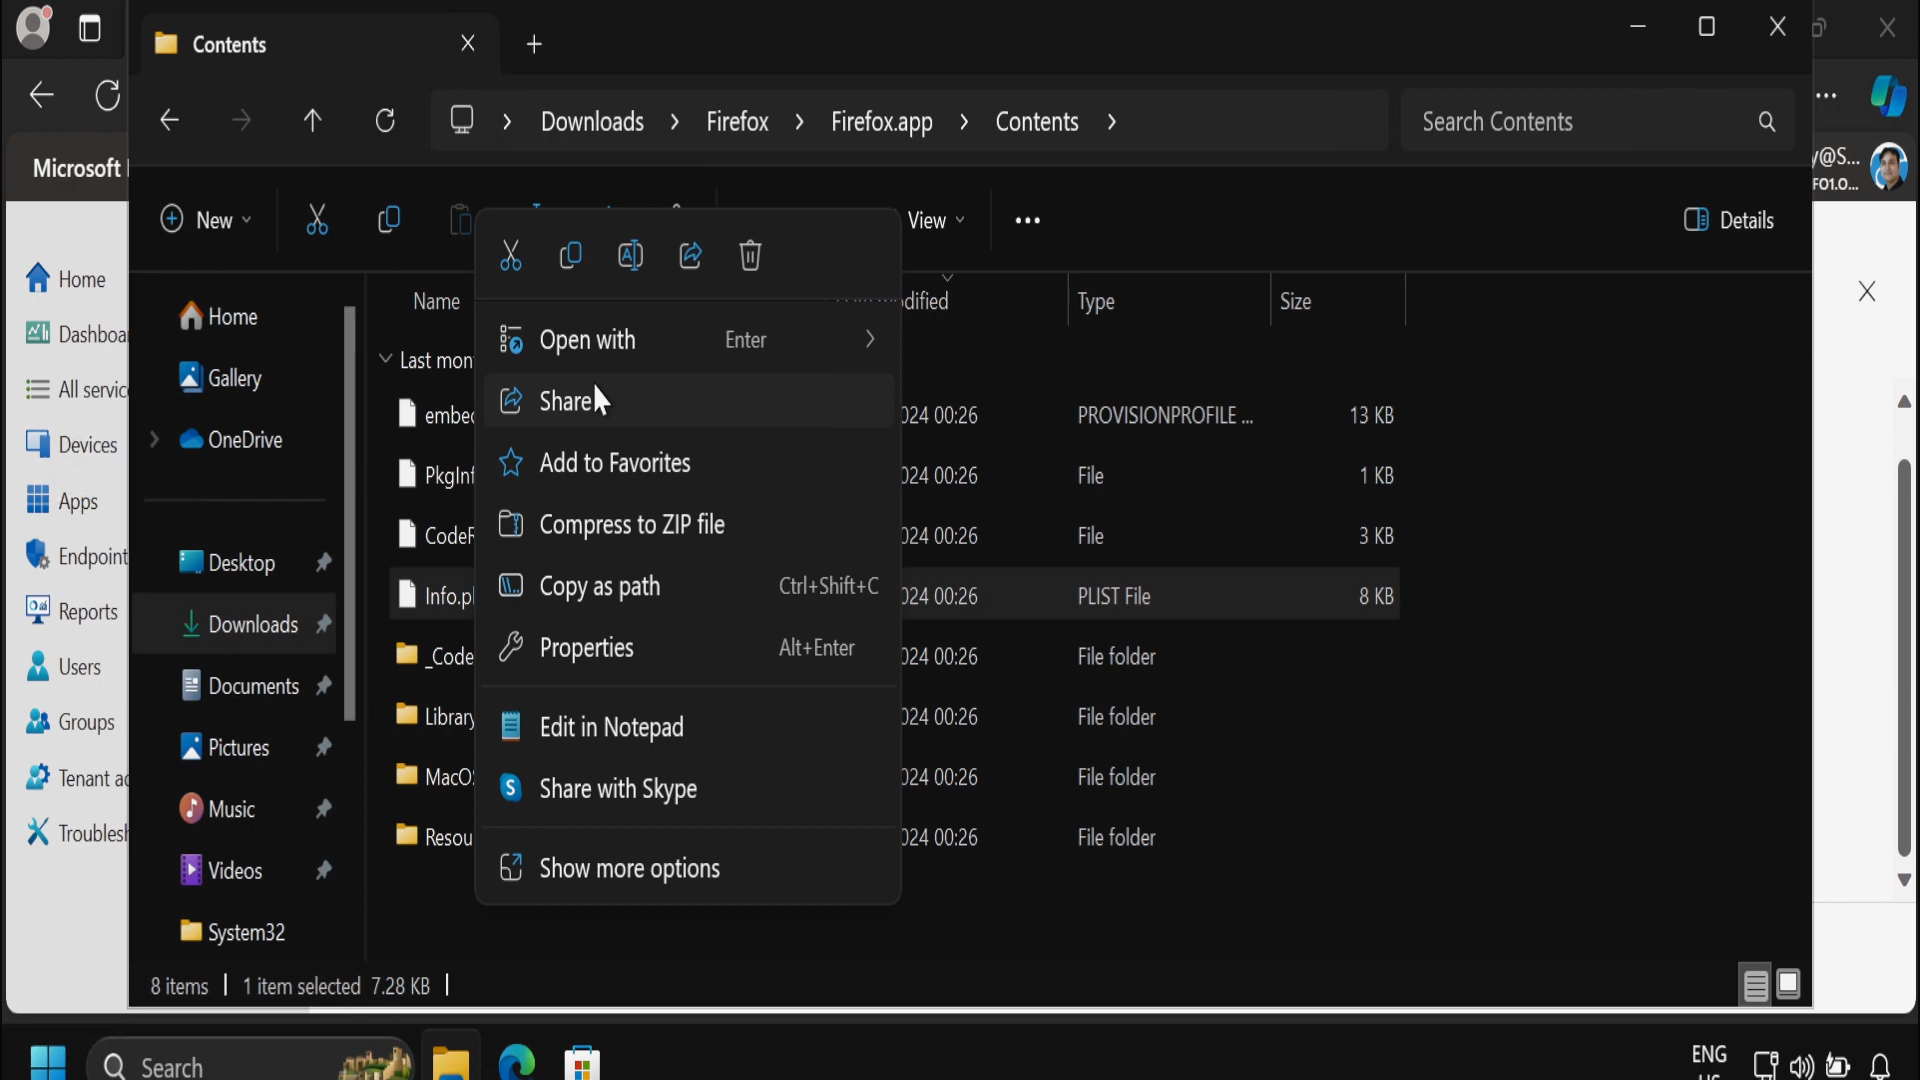 Contents
Downloads
Firefox
Firefox.app
Contents
Search Contents
y@S...
FO1.O...
Microsoft
New
View
Details
Home
Dashboa
All servic
Devices
Apps
Endpoint
Reports
Users
Groups
Tenant ac
Troublesh
Home
Gallery
OneDrive
Desktop
Downloads
Documents
Pictures
Music
Videos
System32
Name
dified
Type
Size
Last mon
embe
024 00:26
PROVISIONPROFILE ...
13 KB
PkgInf
024 00:26
File
1 KB
CodeR
024 00:26
File
3 KB
Info.pl
024 00:26
PLIST File
8 KB
_Code
024 00:26
File folder
Library
024 00:26
File folder
MacOS
024 00:26
File folder
Resou
024 00:26
File folder
Open with
Enter
Share
Add to Favorites
Compress to ZIP file
Copy as path
Ctrl+Shift+C
Properties
Alt+Enter
Edit in Notepad
Share with Skype
Show more options
8 items
1 item selected 7.28 KB
Search
ENG